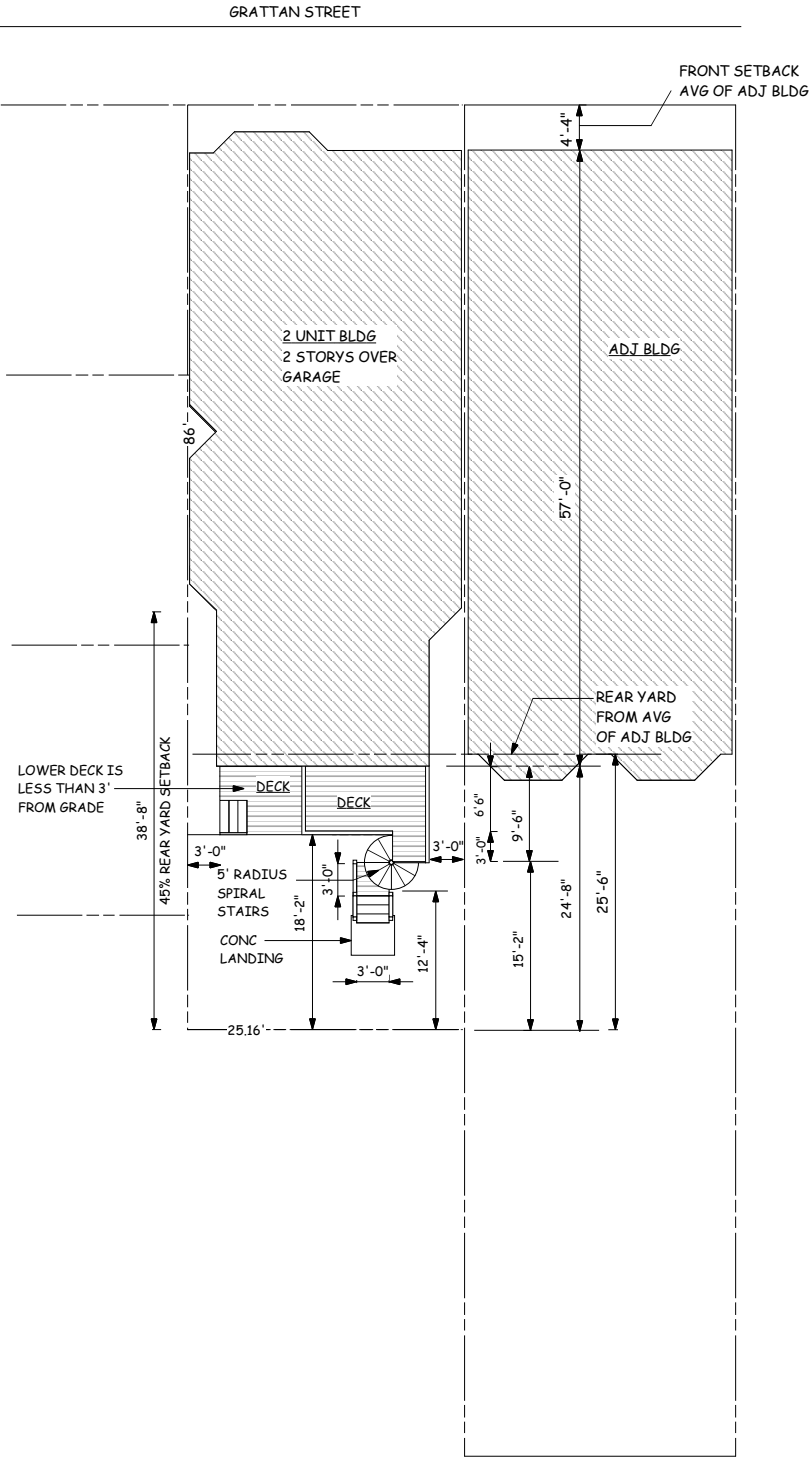 GRATTAN STREET
FRONT SETBACK
AVG OF ADJ BLDG
4'-4"
2 UNIT BLDG
2 STORYS OVER
GARAGE
ADJ BLDG
86'
57'-0"
REAR YARD
FROM AVG
OF ADJ BLDG
LOWER DECK IS
LESS THAN 3'
FROM GRADE
DECK
DECK
38'-8"
45% REAR YARD SETBACK
6'6"
9'-6"
3'-0"
3'-0"
3'-0"
5' RADIUS
SPIRAL
STAIRS
3'-0"
18'-2"
24'-8"
25'-6"
CONC
LANDING
12'-4"
15'-2"
3'-0"
25.16'